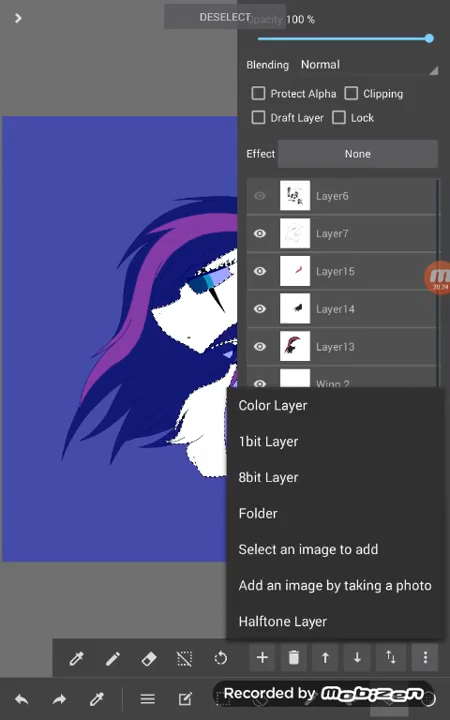 DESELECT
Opacity 100 %
Blending Normal
Protect Alpha Clipping
Draft Layer Lock
Effect None
Layer6
Layer7
Layer15
20:24
Layer14
Layer13
Wing 2
Color Layer
1bit Layer
8bit Layer
Folder
Select an image to add
Add an image by taking a photo
Halftone Layer
Recorded by Mobizen